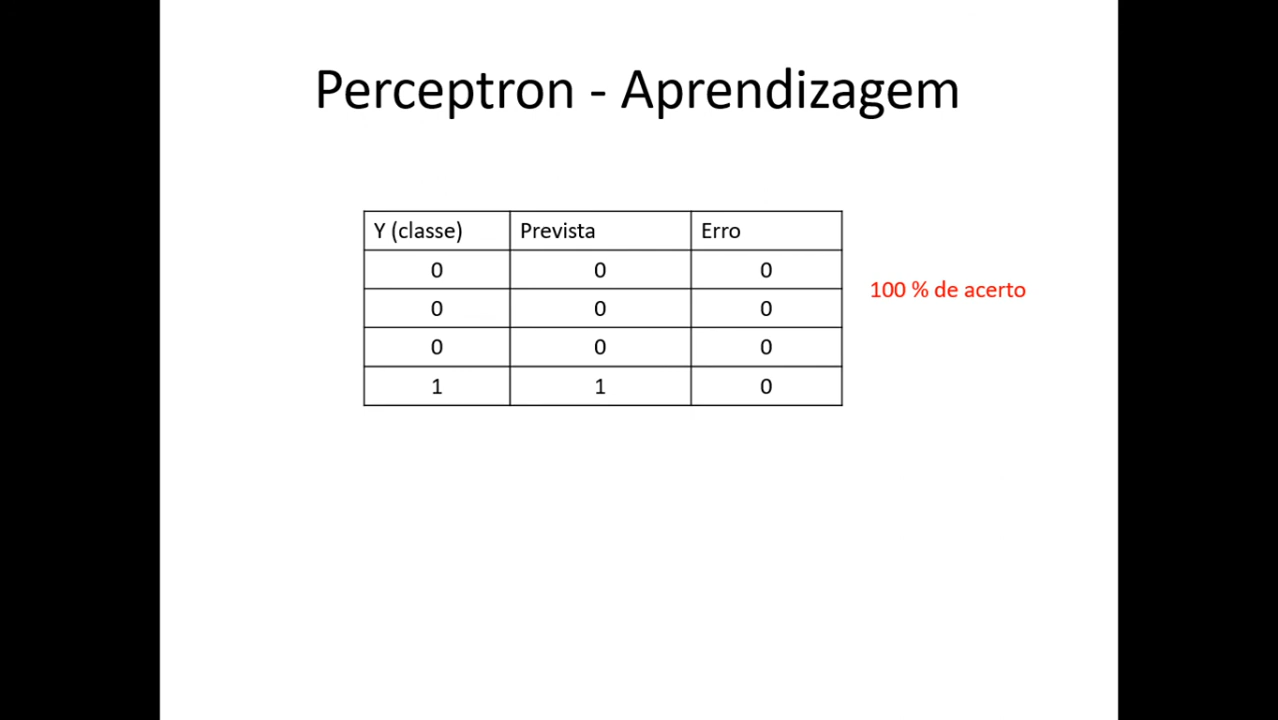 Perceptron - Aprendizagem
Y (classe) Prevista Erro
0 0 0
100 % de acerto
0 0 0
0 0 0
1 1 0